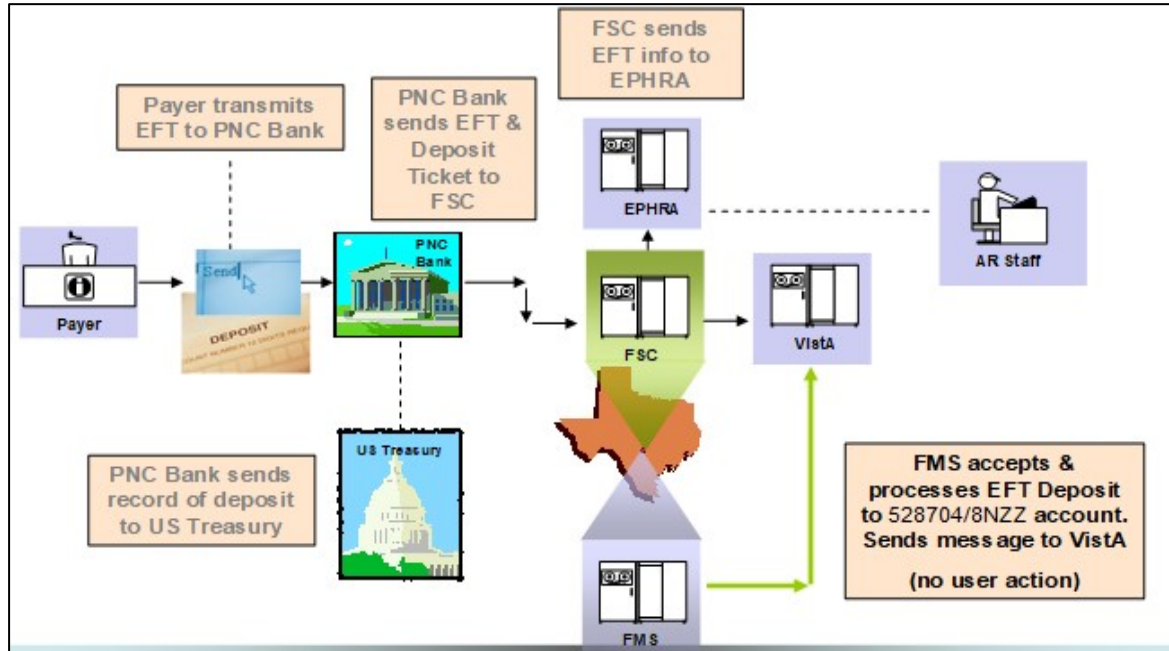 FSC sends
EFT info to
EPHRA
Payer transmits
EFT to PNC Bank
PNC Bank
sends EFT &
Deposit
Ticket to
FSC
EPHRA
AR Staff
Payer
Send
DEPOSIT
PNC
Bank
FSC
VistA
US Treasury
PNC Bank sends
record of deposit
to US Treasury
FMS accepts &
processes EFT Deposit
to 528704/8NZZ account.
Sends message to VistA
(no user action)
FMS